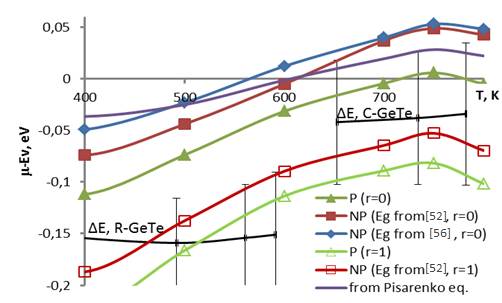 0,05
0
400
500
600
700
T, K
-0,05
-0,1
-0,15
-0,2
μ-Ev, eV
ΔE, C-GeTe
ΔE, R-GeTe
P (r=0)
NP (Eg from[52], r=0)
NP (Eg from[56] , r=0)
P (r=1)
NP (Eg from[52], r=1)
from Pisarenko eq.